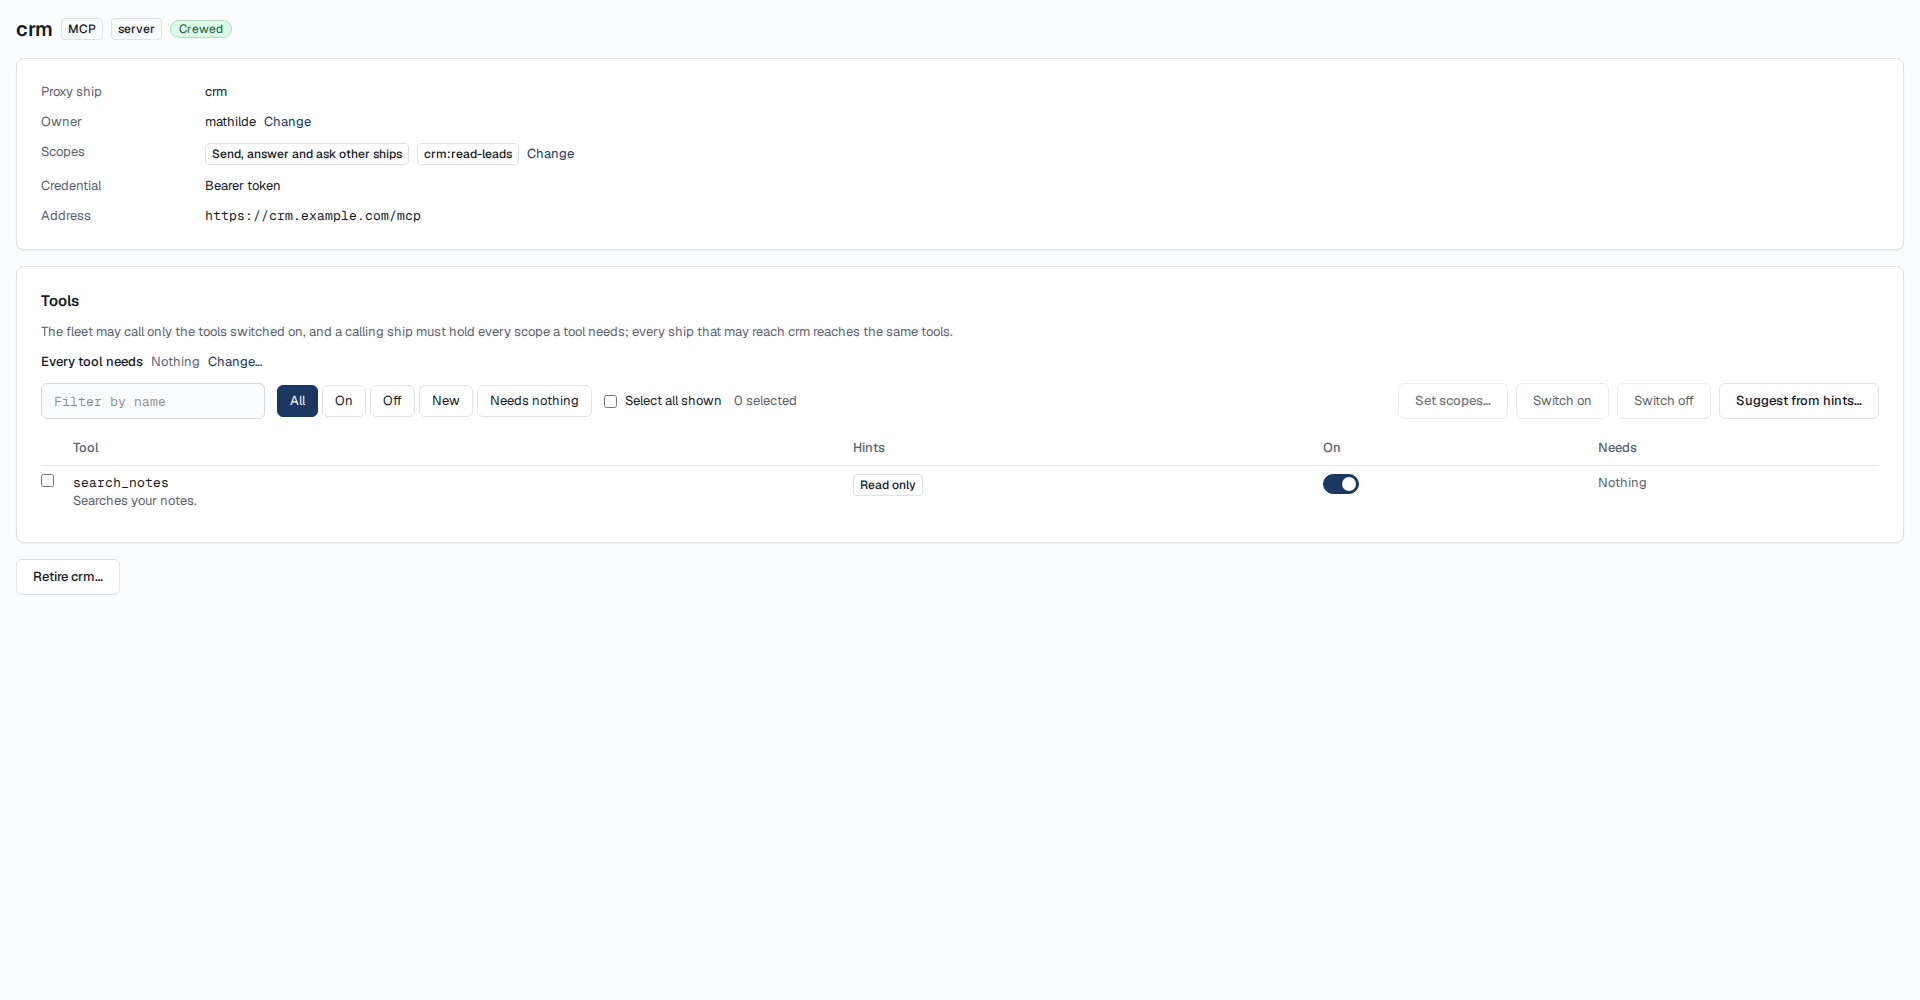 crm MCP server Crewed
Proxy ship crm
Owner mathilde Change
Scopes Send, answer and ask other ships crm:read-leads Change
Credential Bearer token
Address https://crm.example.com/mcp
Tools
The fleet may call only the tools switched on, and a calling ship must hold every scope a tool needs; every ship that may reach crm reaches the same tools.
Every tool needs Nothing Change…
Filter by name All On Off New Needs nothing Select all shown 0 selected Set scopes… Switch on Switch off Suggest from hints…
Tool Hints On Needs
search_notes Read only Nothing
Searches your notes.
Retire crm…